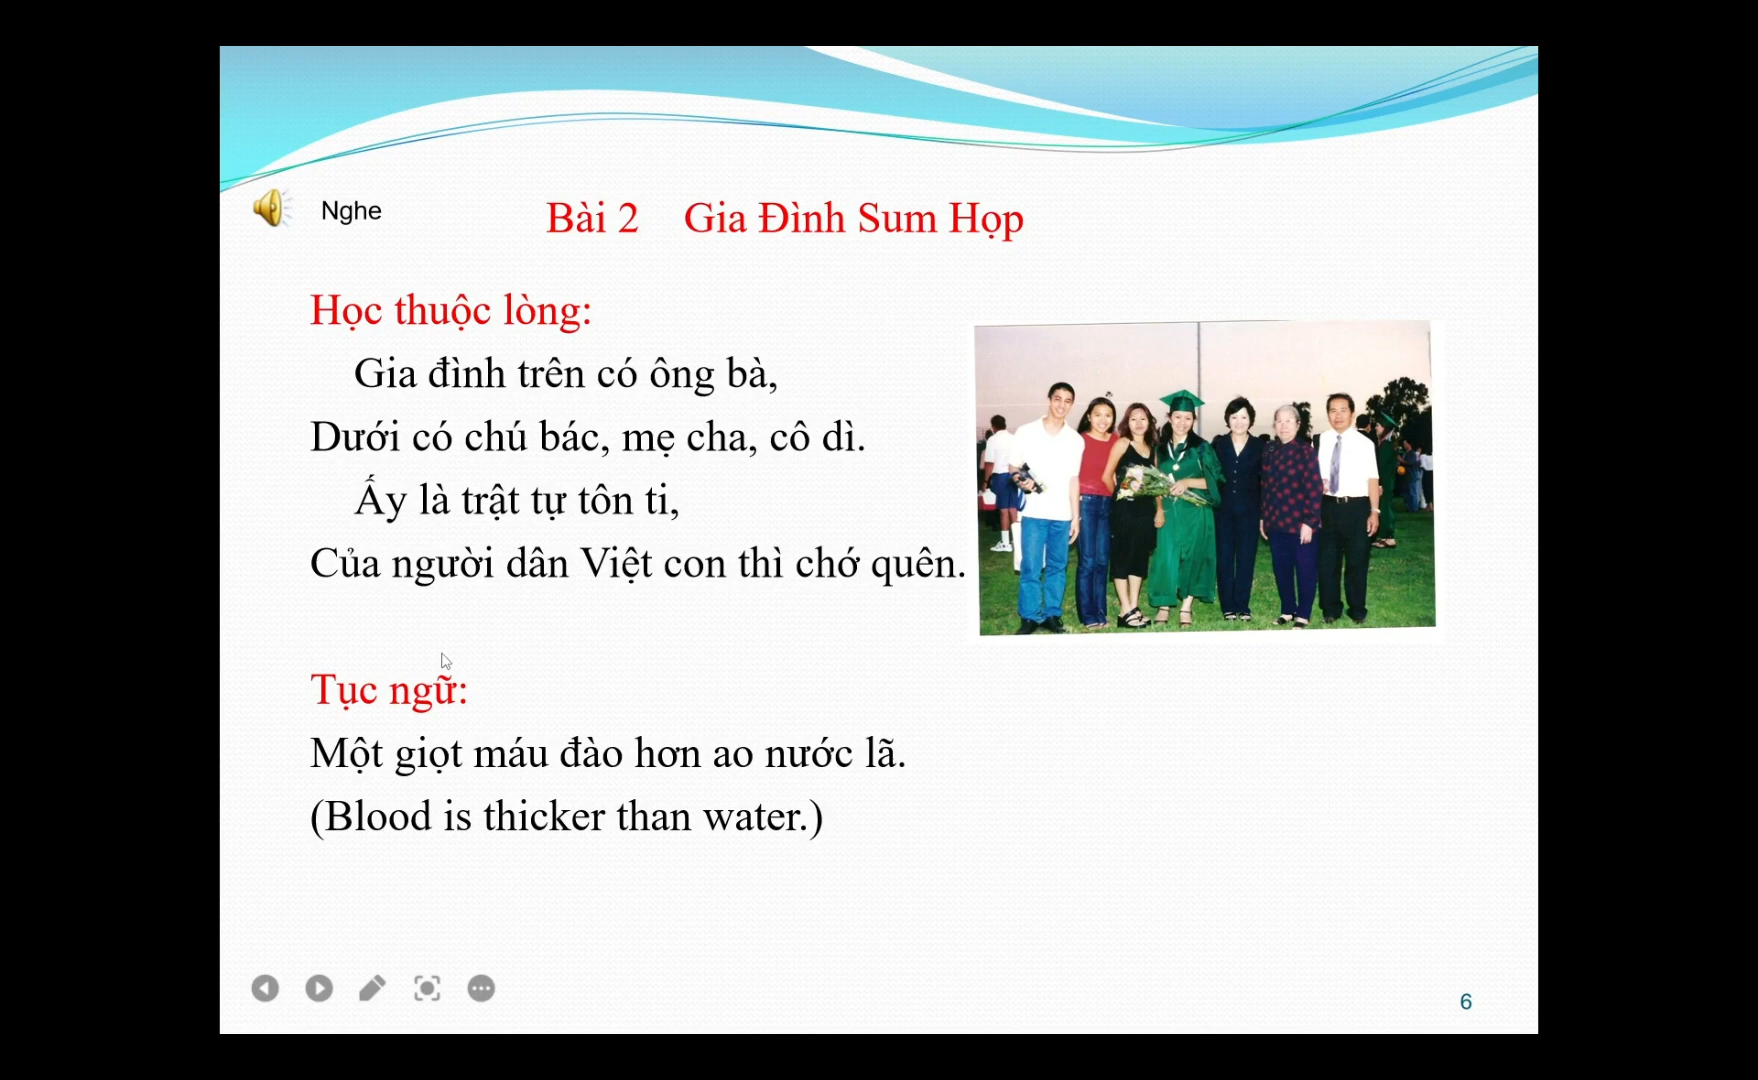 Nghe
Bài 2 Gia Đình Sum Họp
Học thuộc lòng:
Gia đình trên có ông bà,
Dưới có chú bác, mẹ cha, cô dì.
Ấy là trật tự tôn ti,
Của người dân Việt con thì chớ quên.
Tục ngữ:
Một giọt máu đào hơn ao nước lã.
(Blood is thicker than water.)
6